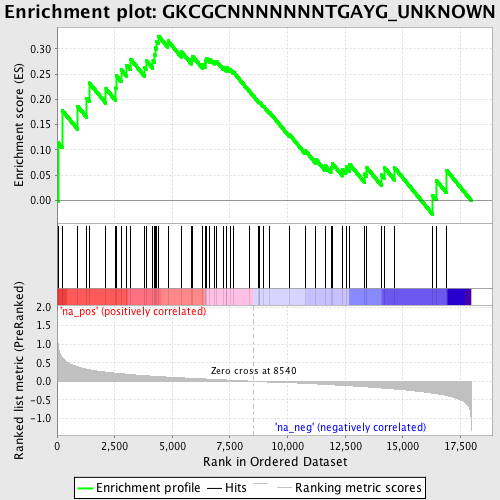 Enrichment plot: GKCGCNNNNNNNTGAYG_UNKNOWN
Enrichment score (ES)
0.30
0.25
0.20
0.15
0.10
0.05
0.00
Ranked list metric (PreRanked)
2.0
1.5
1.0
0.5
0.0
-0.5
-1.0
'na_pos' (positively correlated)
Zero cross at 8540
'na_neg' (negatively correlated)
0
2,500
5,000
7,500
10,000
12,500
15,000
17,500
Rank in Ordered Dataset
Enrichment profile
Hits
Ranking metric scores